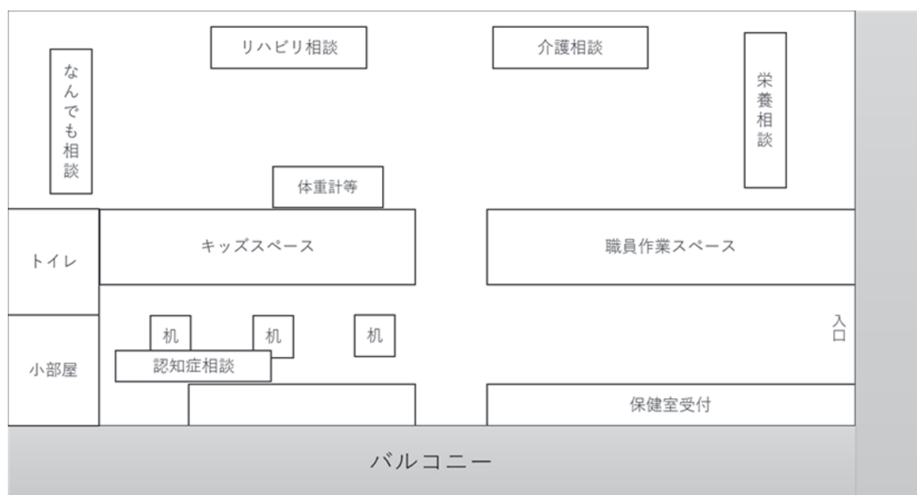 リハビリ相談
介護相談
なんでも相談
栄養相談
体重計等
キッズスペース
職員作業スペース
トイレ
入口
机
机
机
認知症相談
小部屋
保健室受付
バルコニー